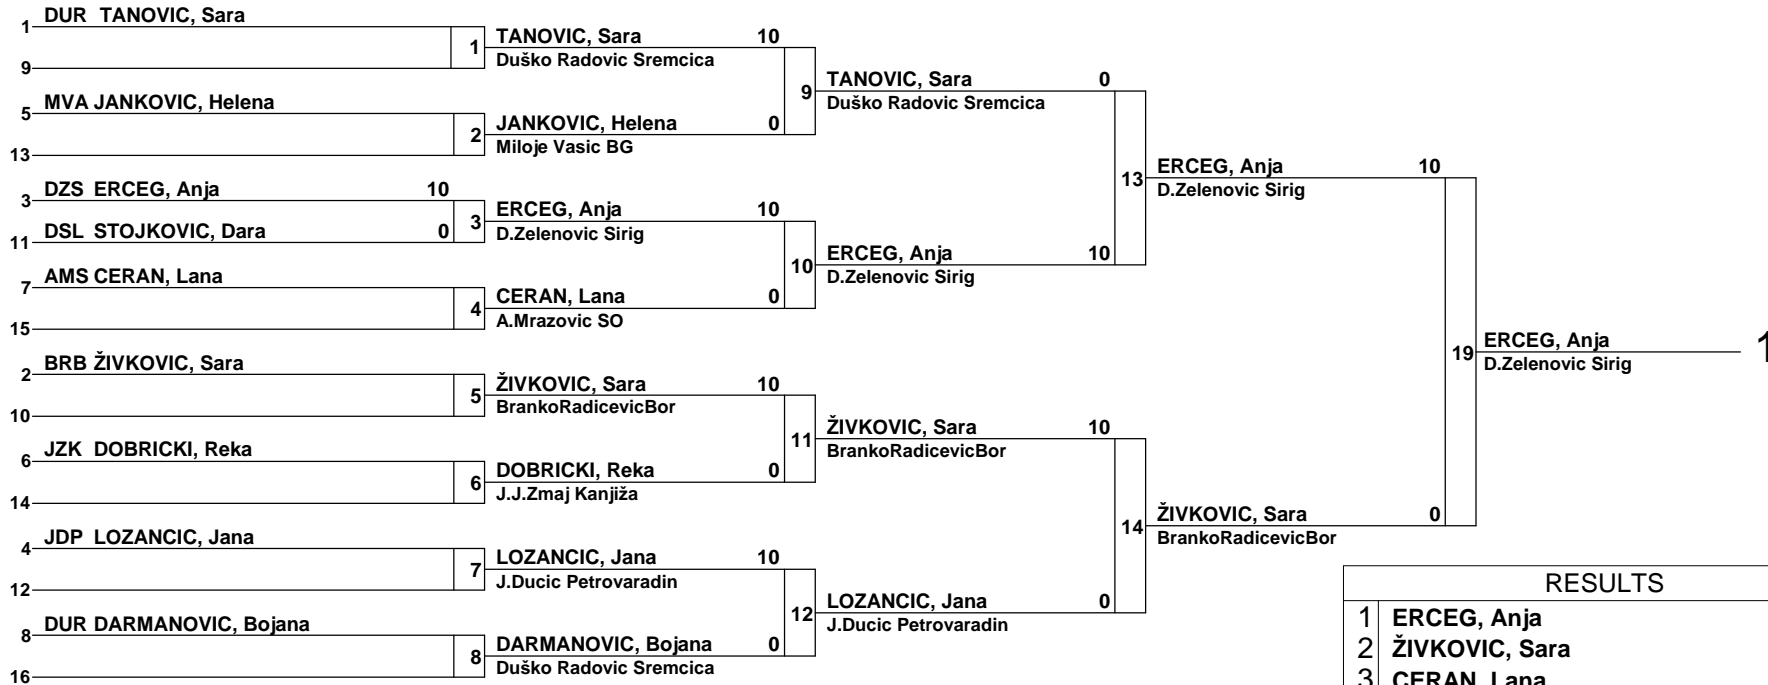 1 DUR TANOVIC, Sara
9
1 TANOVIC, Sara 10
Duško Radovic Sremcica
5 MVA JANKOVIC, Helena
13
2 JANKOVIC, Helena 0
Miloje Vasic BG
9 TANOVIC, Sara 0
Duško Radovic Sremcica
3 DZS ERCEG, Anja 10
11 DSL STOJKOVIC, Dara 0
3 ERCEG, Anja 10
D.Zelenovic Sirig
7 AMS CERAN, Lana
15
4 CERAN, Lana 0
A.Mrazovic SO
10 ERCEG, Anja 10
D.Zelenovic Sirig
13 ERCEG, Anja 10
D.Zelenovic Sirig
2 BRB ŽIVKOVIC, Sara
10
5 ŽIVKOVIC, Sara 10
BrankoRadicevicBor
6 JZK DOBRICKI, Reka
14
6 DOBRICKI, Reka 0
J.J.Zmaj Kanjiža
11 ŽIVKOVIC, Sara 10
BrankoRadicevicBor
4 JDP LOZANCIC, Jana
12
7 LOZANCIC, Jana 10
J.Ducic Petrovaradin
8 DUR DARMANOVIC, Bojana
16
8 DARMANOVIC, Bojana 0
Duško Radovic Sremcica
12 LOZANCIC, Jana 0
J.Ducic Petrovaradin
14 ŽIVKOVIC, Sara 0
BrankoRadicevicBor
19 ERCEG, Anja 1
D.Zelenovic Sirig
RESULTS
1 ERCEG, Anja
2 ŽIVKOVIC, Sara
3 CERAN, Lana